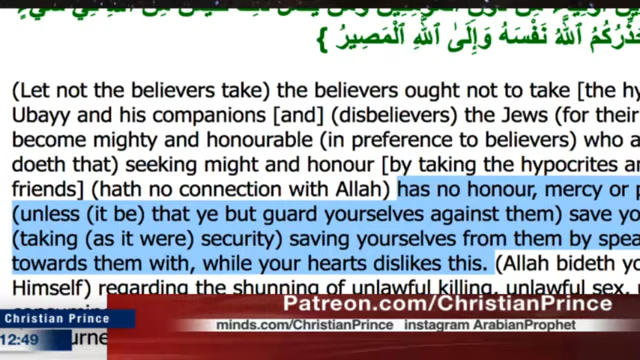 حَذِّرُكُمُ اللَّهُ نَفْسَهُ وَإِلَى اللَّهِ الْمَصِيرُ }
(Let not the believers take) the believers ought not to take [the hy
Ubayy and his companions [and] (disbelievers) the Jews (for their
become mighty and honourable (in preference to believers) who a
doeth that) seeking might and honour [by taking the hypocrites an
friends] (hath no connection with Allah) has no honour, mercy or p
(unless (it be) that ye but guard yourselves against them) save yo
(taking (as it were) security) saving yourselves from them by spea
towards them with, while your hearts dislikes this. (Allah bideth yo
Himself) regarding the shunning of unlawful killing, unlawful sex,
Patreon.com/ChristianPrince
Christian Prince
minds.com/ChristianPrince instagram ArabianProphet
12:49